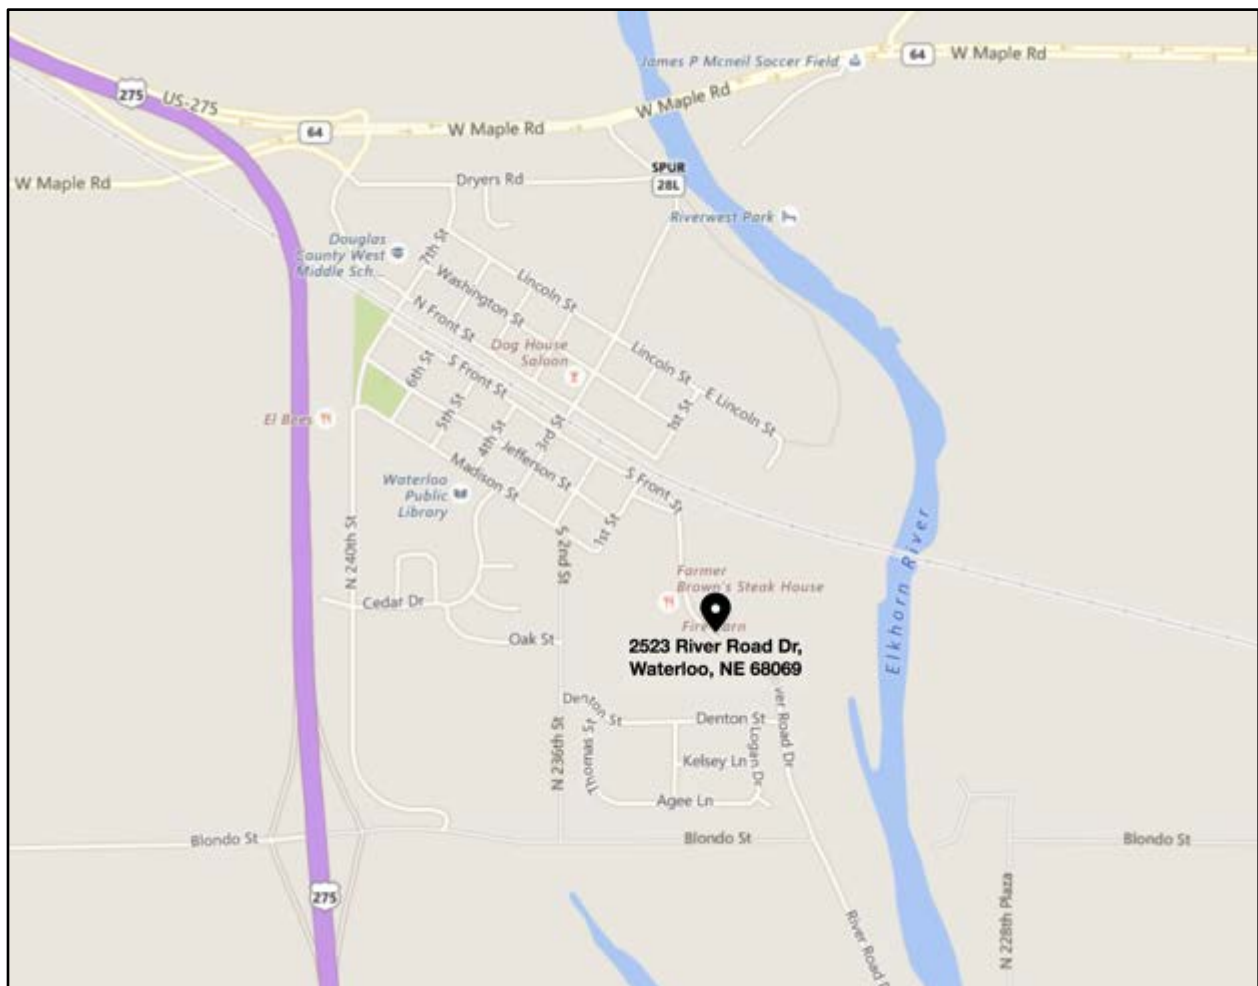 James P Mcneil Soccer Field
64
W Maple Rd
275
US-275
W Maple Rd
64
W Maple Rd
W Maple Rd
SPUR
28L
Dryers Rd
Riverwest Park
Douglas
County West
Middle Sch...
7th St
Washington St
Lincoln St
N Front St
Dog House
Saloon
Lincoln St
E Lincoln St
6th St
S Front St
5th St
4th St
3rd St
1st St
El Bees
Jefferson St
Madison St
S Front St
Waterloo
Public
Library
1st St
N 240th St
S 2nd St
Elkhorn River
Farmer
Brown's Steak House
Fire Barn
Cedar Dr
Oak St
2523 River Road Dr,
Waterloo, NE 68069
Denton St
Denton St
ver Road Dr
Thomas St
N 236th St
Logan Dr
Kelsey Ln
Agee Ln
Blondo St
Blondo St
Blondo St
275
River Road D
N 228th Plaza